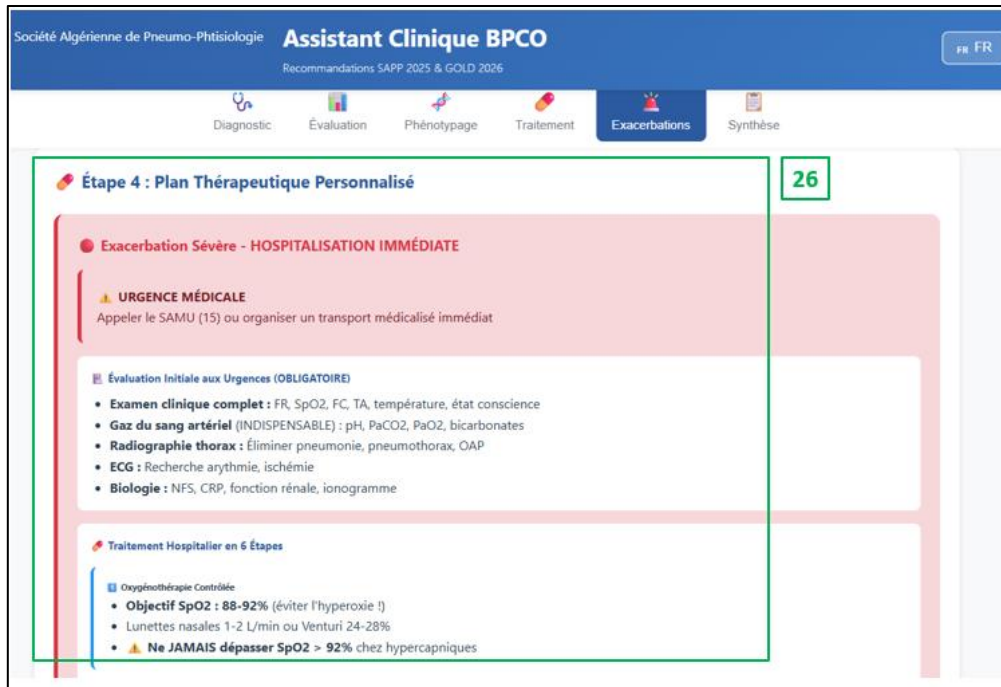 Société Algérienne de Pneumo-Phtisiologie
Assistant Clinique BPCO
Recommandations SAPP 2025 & GOLD 2026
FR FR
Diagnostic
Évaluation
Phénotypage
Traitement
Exacerbations
Synthèse
Étape 4 : Plan Thérapeutique Personnalisé
26
Exacerbation Sévère - HOSPITALISATION IMMÉDIATE
URGENCE MÉDICALE
Appeler le SAMU (15) ou organiser un transport médicalisé immédiat
Évaluation Initiale aux Urgences (OBLIGATOIRE)
• Examen clinique complet : FR, SpO2, FC, TA, température, état conscience
• Gaz du sang artériel (INDISPENSABLE) : pH, PaCO2, PaO2, bicarbonates
• Radiographie thorax : Éliminer pneumonie, pneumothorax, OAP
• ECG : Recherche arythmie, ischémie
• Biologie : NFS, CRP, fonction rénale, ionogramme
Traitement Hospitalier en 6 Étapes
Oxygénothérapie Contrôlée
• Objectif SpO2 : 88-92% (éviter l'hyperoxie !)
• Lunettes nasales 1-2 L/min ou Venturi 24-28%
• ⚠ Ne JAMAIS dépasser SpO2 > 92% chez hypercapniques